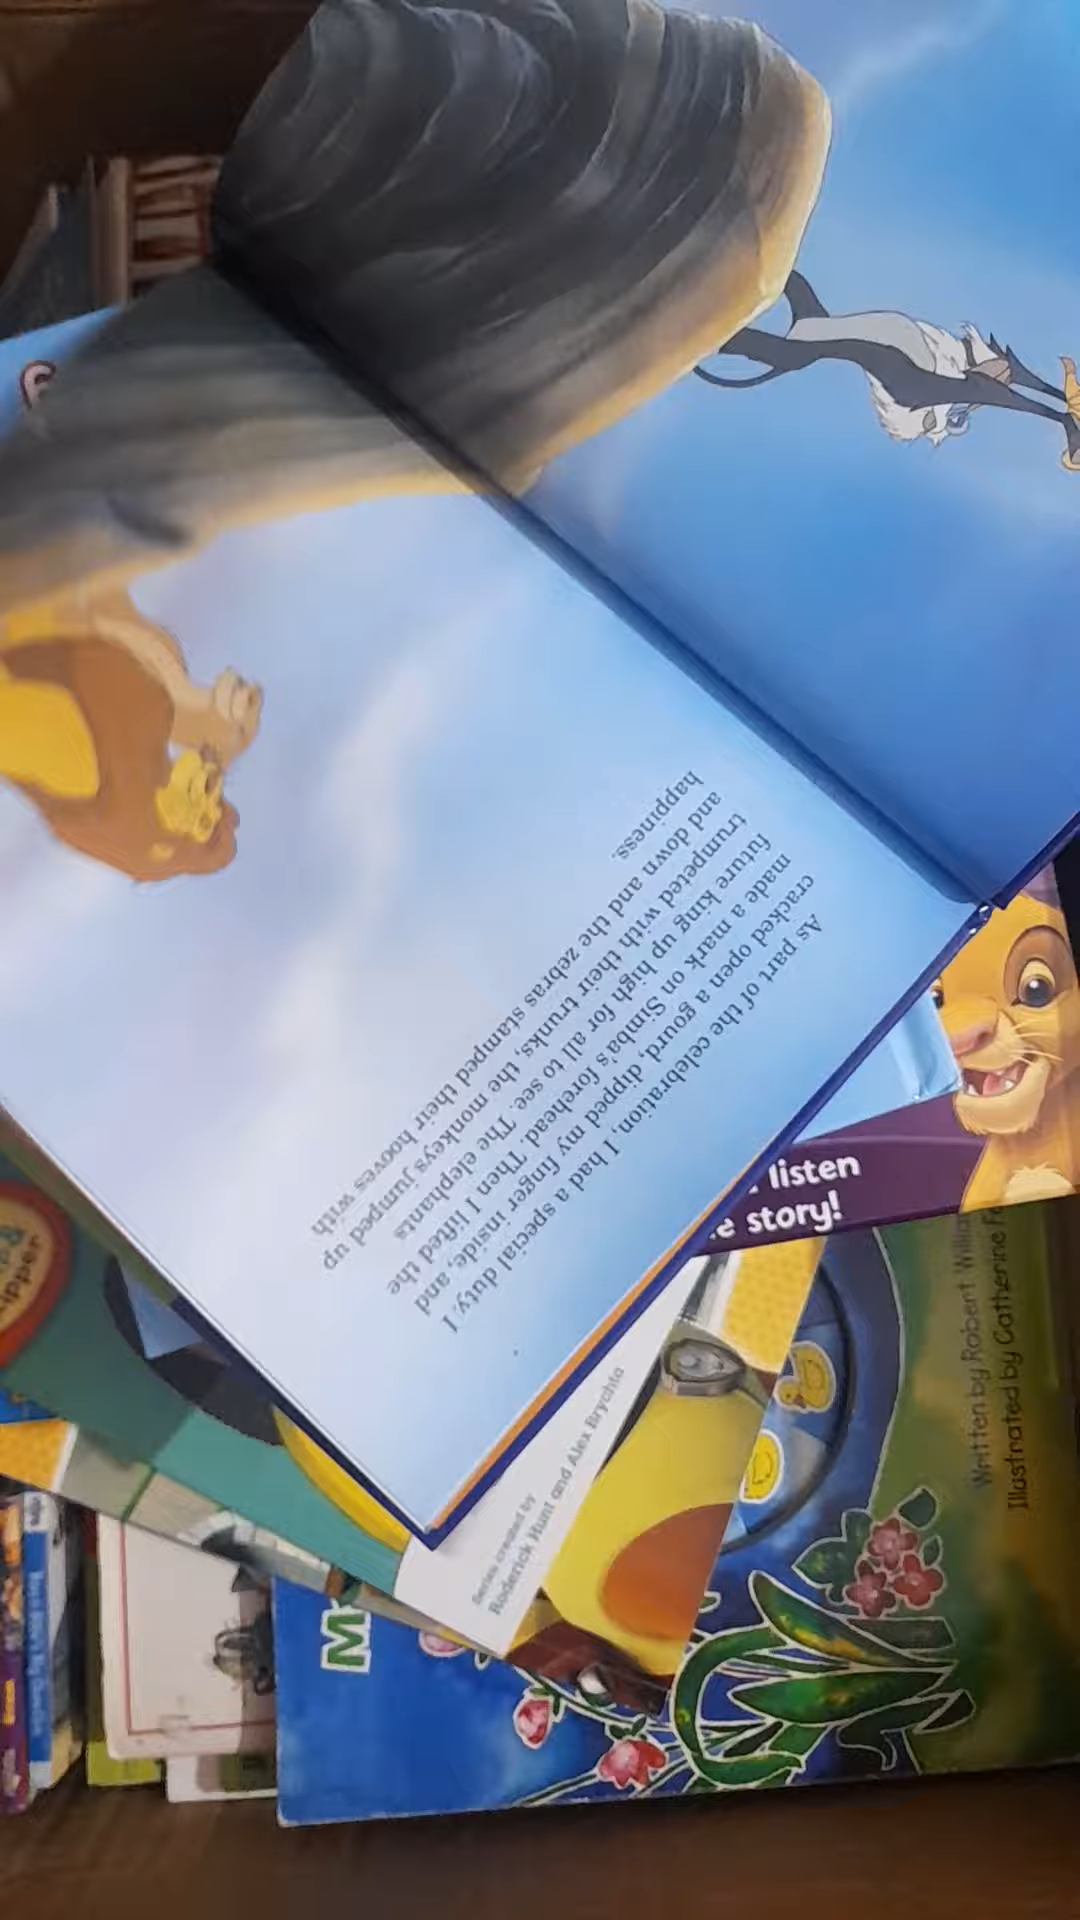 As part of the celebration, I had a special duty. I
cracked open a gourd, dipped my finger inside, and
made a mark on Simba's forehead. Then I lifted the
future king up high for all to see. The elephants
trumpeted with their trunks, the monkeys jumped up
and down and the zebras stamped their hooves with
happiness.
listen
story!
Series created by
Roderick Hunt and Alex Brychta
Written by Robert
Illustrated by Catherine
M